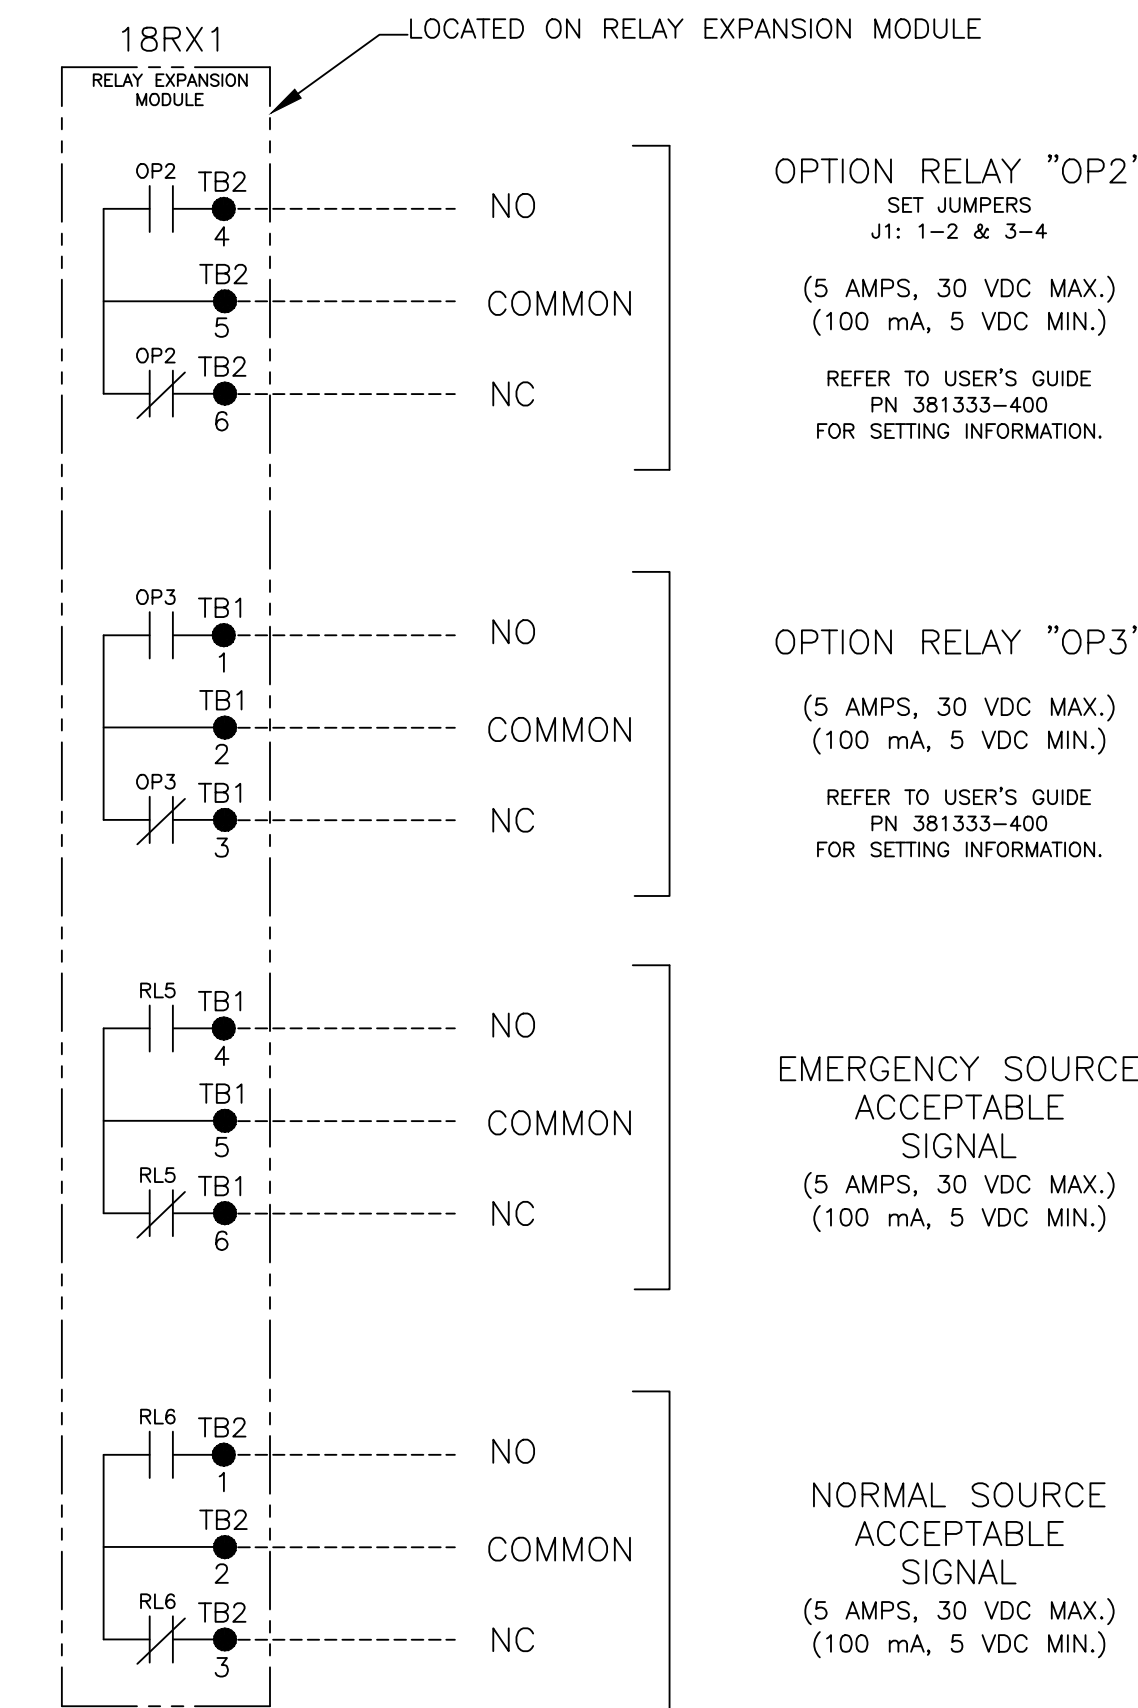 18RX1
LOCATED ON RELAY EXPANSION MODULE
RELAY EXPANSION
MODULE
OP2
TB2
4
NO
TB2
5
COMMON
OP2
TB2
6
NC
OPTION RELAY "OP2'
SET JUMPERS
J1: 1-2 & 3-4
(5 AMPS, 30 VDC MAX.)
(100 mA, 5 VDC MIN.)
REFER TO USER'S GUIDE
PN 381333-400
FOR SETTING INFORMATION.
OP3
TB1
1
NO
TB1
2
COMMON
OP3
TB1
3
NC
OPTION RELAY "OP3'
(5 AMPS, 30 VDC MAX.)
(100 mA, 5 VDC MIN.)
REFER TO USER'S GUIDE
PN 381333-400
FOR SETTING INFORMATION.
RL5
TB1
4
NO
TB1
5
COMMON
RL5
TB1
6
NC
EMERGENCY SOURCE
ACCEPTABLE
SIGNAL
(5 AMPS, 30 VDC MAX.)
(100 mA, 5 VDC MIN.)
RL6
TB2
1
NO
TB2
2
COMMON
RL6
TB2
3
NC
NORMAL SOURCE
ACCEPTABLE
SIGNAL
(5 AMPS, 30 VDC MAX.)
(100 mA, 5 VDC MIN.)